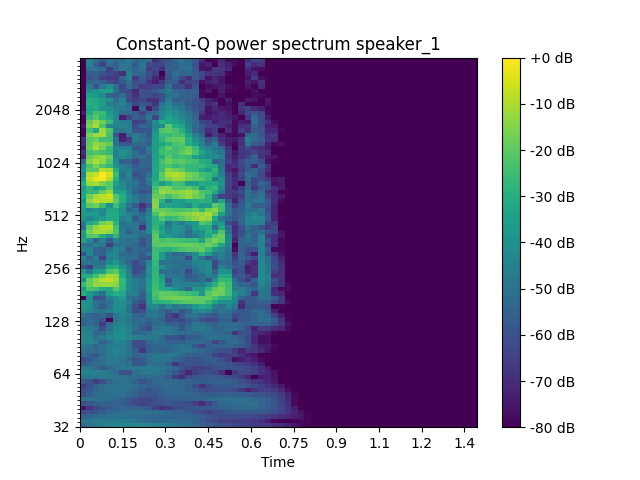 Constant-Q power spectrum speaker_1
Hz
2048
1024
512
256
128
64
32
0 0.15 0.3 0.45 0.6 0.75 0.9 1.1 1.2 1.4
Time
+0 dB
-10 dB
-20 dB
-30 dB
-40 dB
-50 dB
-60 dB
-70 dB
-80 dB